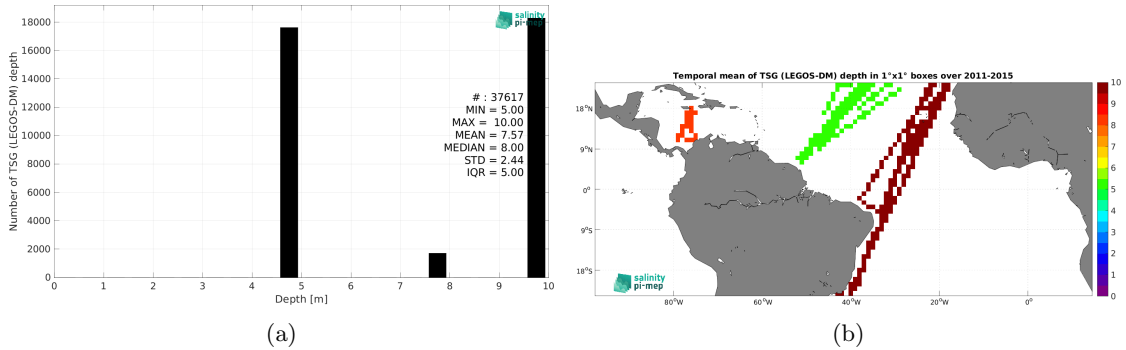 18000
16000
14000
12000
10000
8000
6000
4000
2000
0
Number of TSG (LEGOS-DM) depth
salinity
pi-mep
# : 37617
MIN = 5.00
MAX = 10.00
MEAN = 7.57
MEDIAN = 8.00
STD = 2.44
IQR = 5.00
0 1 2 3 4 5 6 7 8 9 10
Depth [m]
(a)
Temporal mean of TSG (LEGOS-DM) depth in 1°x1° boxes over 2011-2015
18°N
9°N
0°
9°S
18°S
salinity
pi-mep
80°W 60°W 40°W 20°W 0°
10
9
8
7
6
5
4
3
2
1
0
(b)